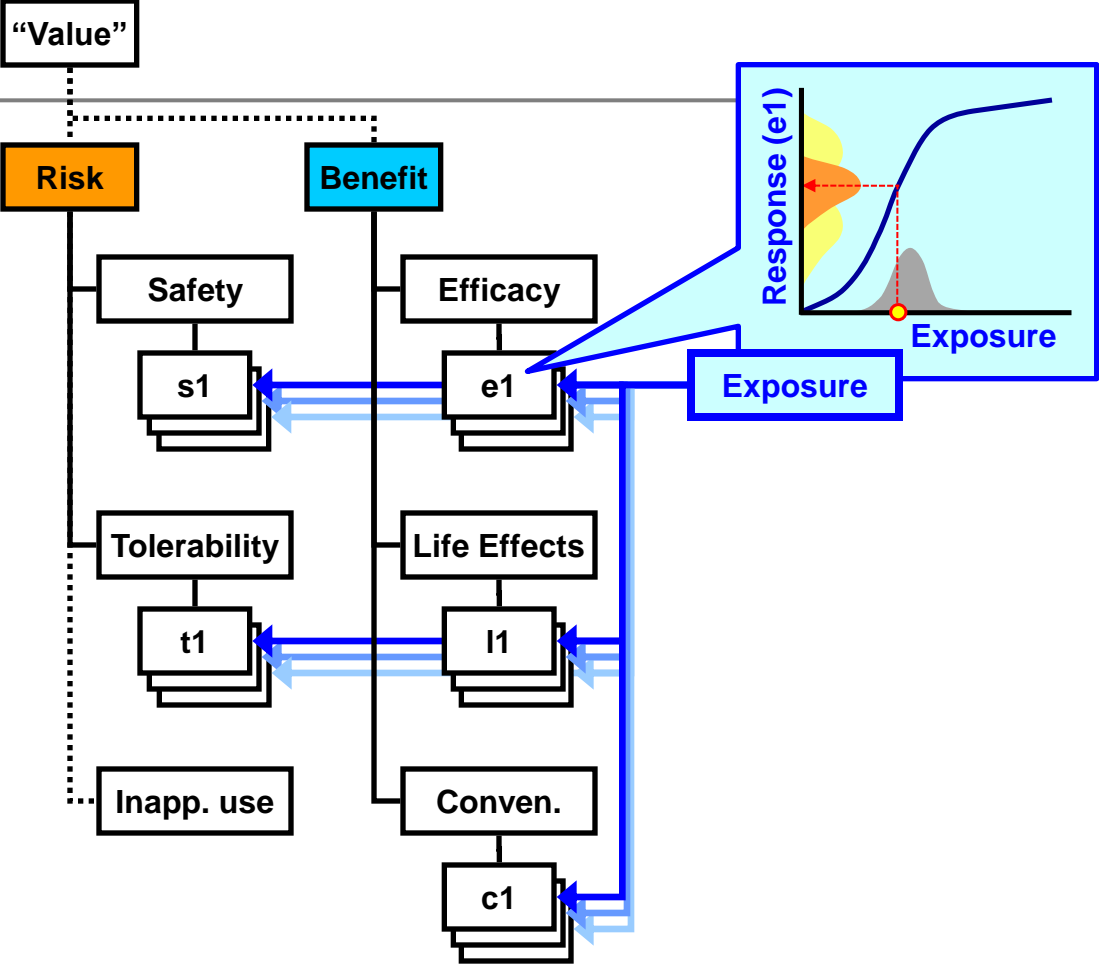 “Value”
Risk
Benefit
Response (e1)
Exposure
Safety
Efficacy
s1
e1
Exposure
Tolerability
Life Effects
t1
l1
Inapp. use
Conven.
c1